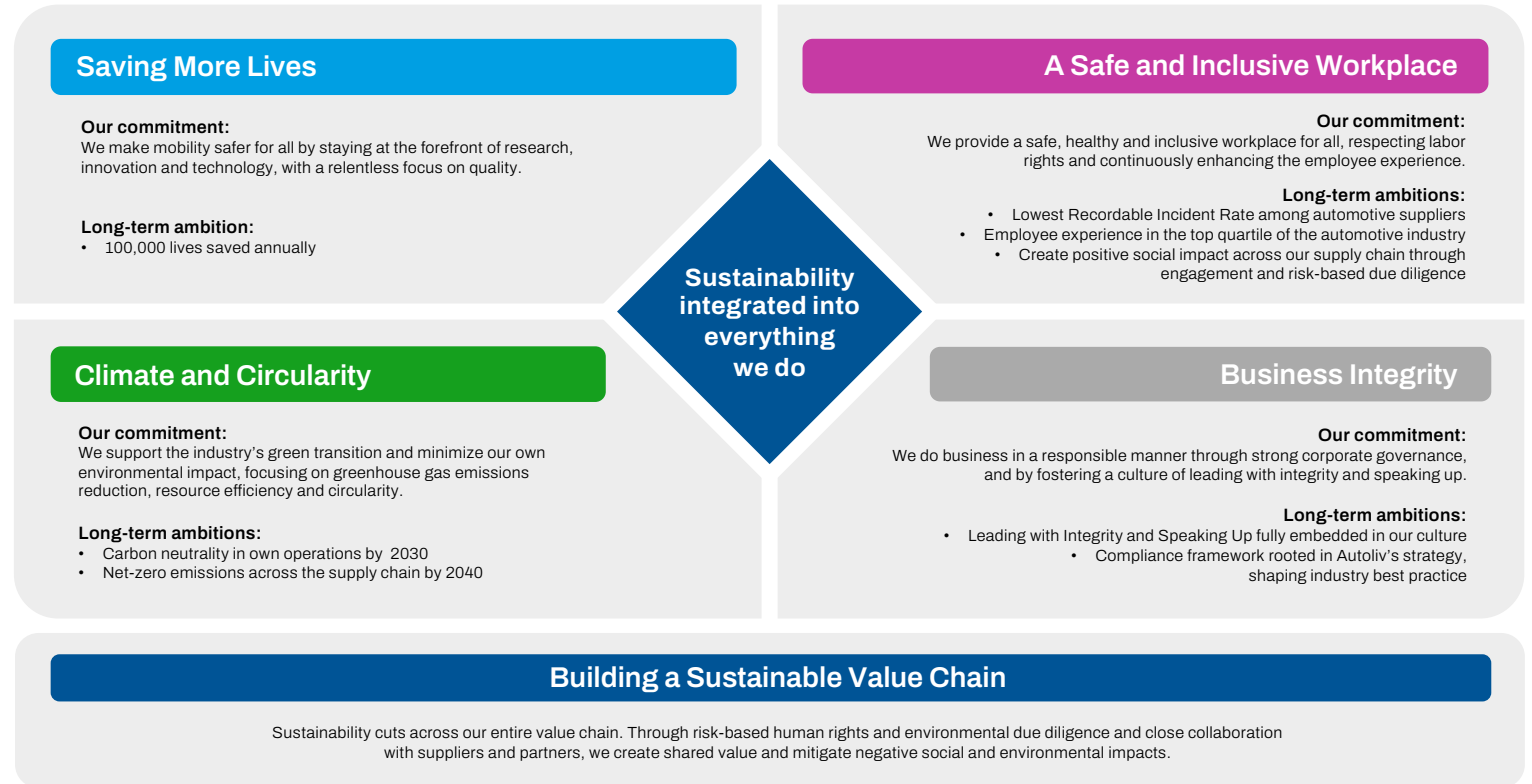 Saving More Lives
Our commitment:
We make mobility safer for all by staying at the forefront of research,
innovation and technology, with a relentless focus on quality.
Long-term ambition:
• 100,000 lives saved annually
A Safe and Inclusive Workplace
Our commitment:
We provide a safe, healthy and inclusive workplace for all, respecting labor
rights and continuously enhancing the employee experience.
Long-term ambitions:
• Lowest Recordable Incident Rate among automotive suppliers
• Employee experience in the top quartile of the automotive industry
• Create positive social impact across our supply chain through
engagement and risk-based due diligence
Sustainability
integrated into
everything
we do
Climate and Circularity
Our commitment:
We support the industry’s green transition and minimize our own
environmental impact, focusing on greenhouse gas emissions
reduction, resource efficiency and circularity.
Long-term ambitions:
• Carbon neutrality in own operations by 2030
• Net-zero emissions across the supply chain by 2040
Business Integrity
Our commitment:
We do business in a responsible manner through strong corporate governance,
and by fostering a culture of leading with integrity and speaking up.
Long-term ambitions:
• Leading with Integrity and Speaking Up fully embedded in our culture
• Compliance framework rooted in Autoliv’s strategy,
shaping industry best practice
Building a Sustainable Value Chain
Sustainability cuts across our entire value chain. Through risk-based human rights and environmental due diligence and close collaboration
with suppliers and partners, we create shared value and mitigate negative social and environmental impacts.